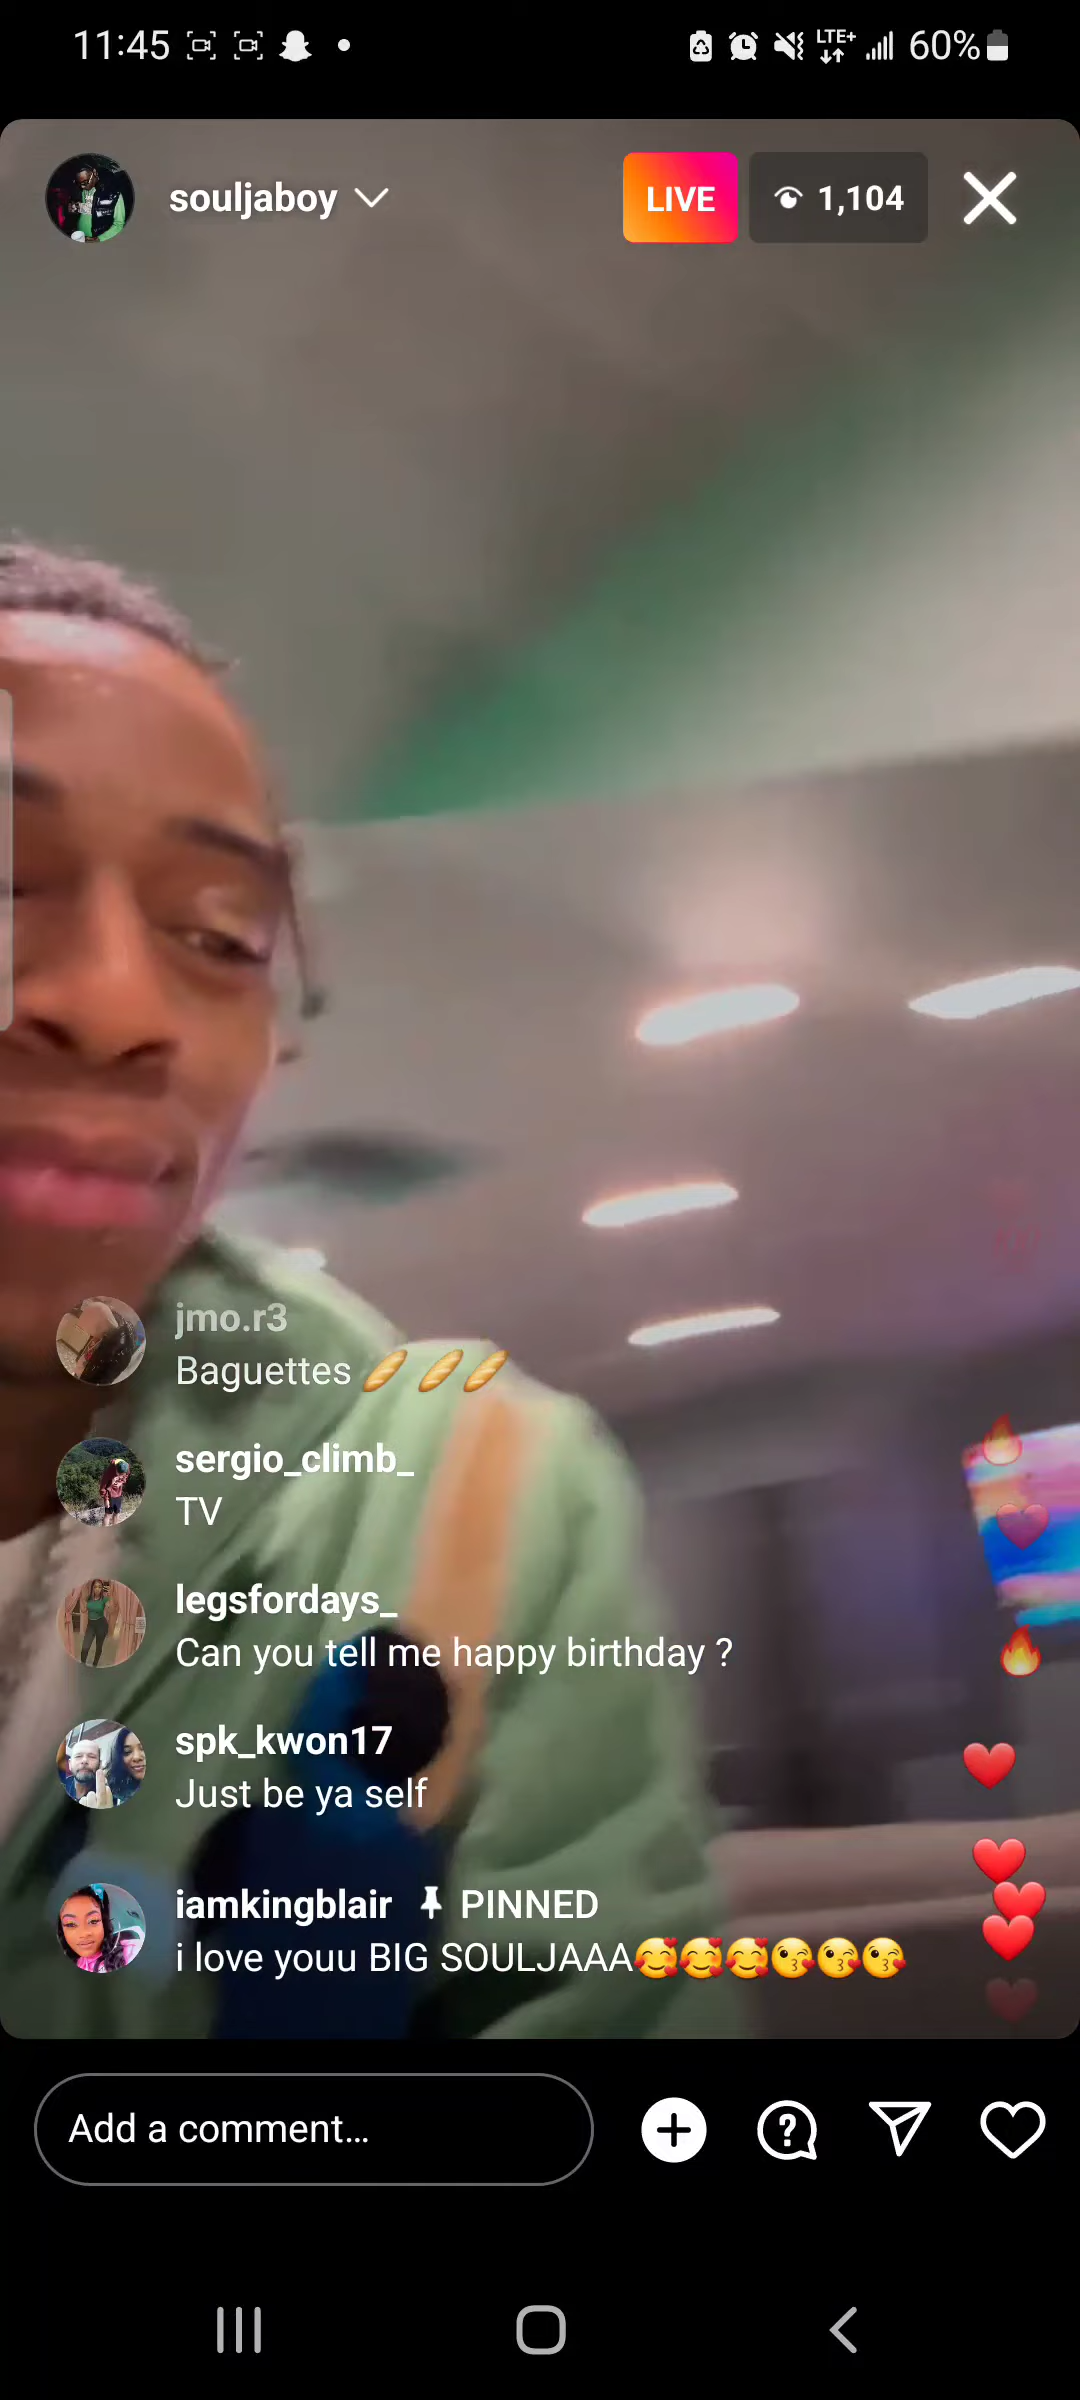 11:45 LTE+ 60%
souljaboy LIVE 1,104
jmo.r3
Baguettes 🥖🥖🥖
sergio_climb_
TV
legsfordays_
Can you tell me happy birthday ?
spk_kwon17
Just be ya self
iamkingblair PINNED
i love youu BIG SOULJAAA🥰🥰🥰😘😘😘
Add a comment...